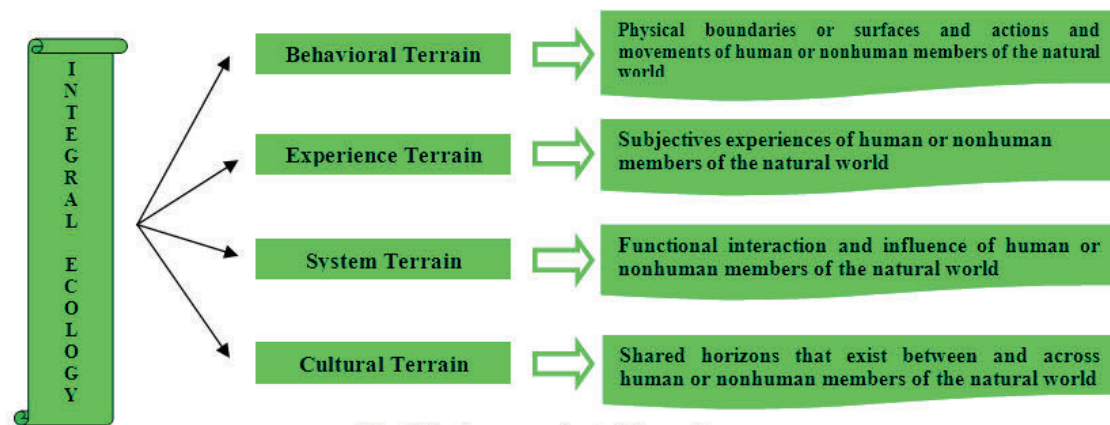 INTEGRAL ECOLOGY
Behavioral Terrain
Physical boundaries or surfaces and actions and
movements of human or nonhuman members of the natural
world
Experience Terrain
Subjectives experiences of human or nonhuman
members of the natural world
System Terrain
Functional interaction and influence of human or
nonhuman members of the natural world
Cultural Terrain
Shared horizons that exist between and across
human or nonhuman members of the natural world